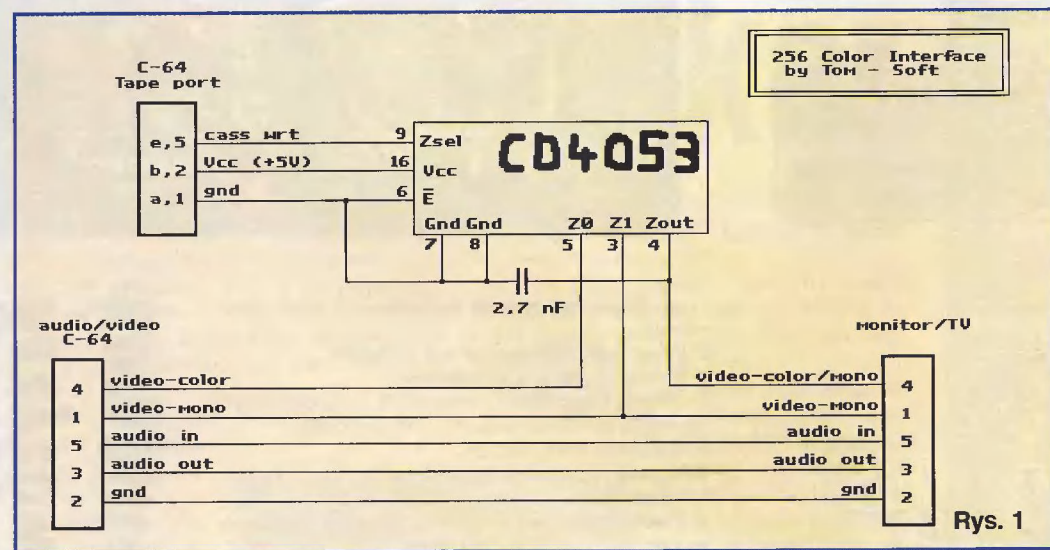 256 Color Interface
by Tom - Soft
C-64
Tape port
e,5 cass wrt 9 Zsel
CD4053
b,2 Vcc (+5V) 16 Vcc
a,1 gnd 6 E
Gnd Gnd Z0 Z1 Zout
7 8 5 3 4
2,7 nF
audio/video
C-64
monitor/TV
4 video-color video-color/mono 4
1 video-mono video-mono 1
5 audio in audio in 5
3 audio out audio out 3
2 gnd gnd 2
Rys. 1